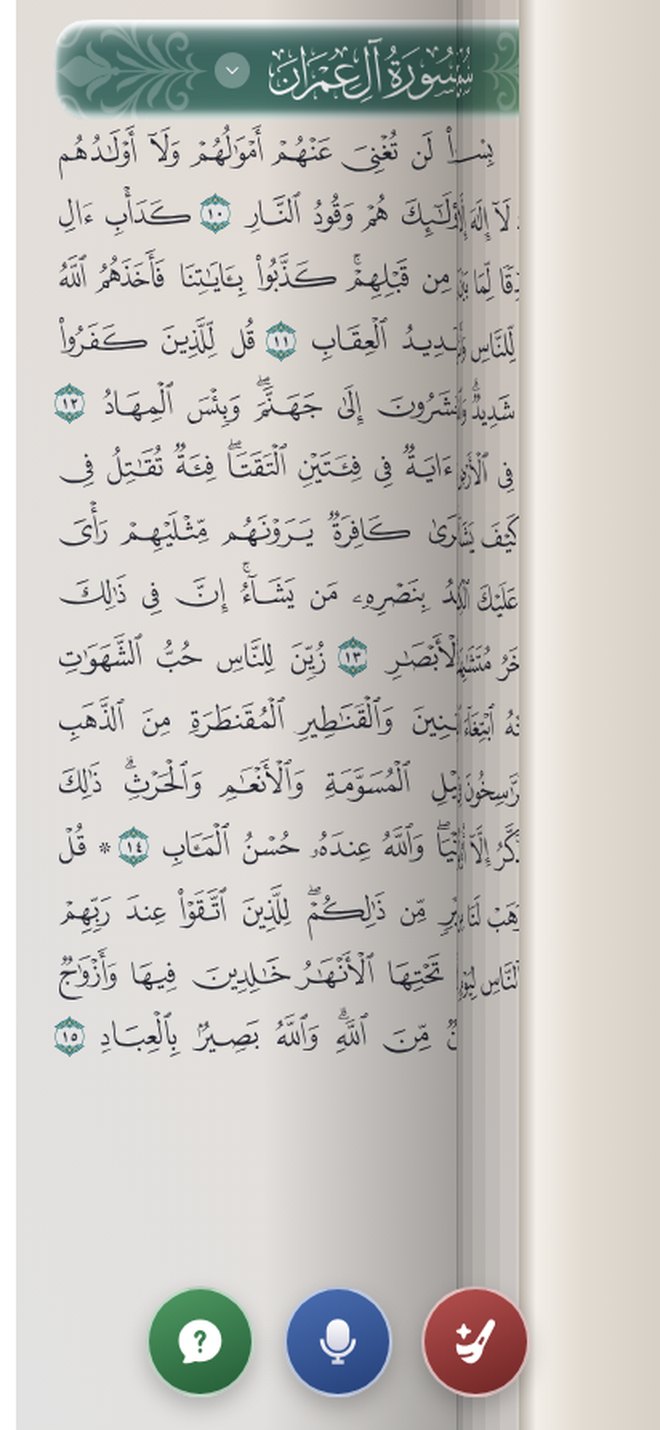 سُورَةُ آلِ عِمْرَانَ
لَن تُغْنِىَ عَنْهُمْ أَمْوَٰلُهُمْ وَلَآ أَوْلَـٰدُهُم
لَآ إِلَـٰهَ هُمْ وَقُودُ ٱلنَّارِ ١٠ كَدَأْبِ ءَالِ
لِّمَا مِن قَبْلِهِمْ ۚ كَذَّبُوا۟ بِـَٔايَـٰتِنَا فَأَخَذَهُمُ ٱللَّهُ
لِّلنَّاسِ ٱلْعِقَابِ ١١ قُل لِّلَّذِينَ كَفَرُوا۟
شَدِيدٌ ۗ إِلَىٰ جَهَنَّمَ ۚ وَبِئْسَ ٱلْمِهَادُ ١٢
فِى ءَايَةٌ فِى فِئَتَيْنِ ٱلْتَقَتَا ۖ فِئَةٌ تُقَـٰتِلُ فِى
كَيْفَ كَافِرَةٌ يَرَوْنَهُم مِّثْلَيْهِمْ رَأْىَ
عَلَيْكَ بِنَصْرِهِۦ مَن يَشَآءُ ۗ إِنَّ فِى ذَٰلِكَ
ٱلْأَبْصَـٰرِ ١٣ زُيِّنَ لِلنَّاسِ حُبُّ ٱلشَّهَوَٰتِ
وَٱلْقَنَـٰطِيرِ ٱلْمُقَنطَرَةِ مِنَ ٱلذَّهَبِ
ٱلْمُسَوَّمَةِ وَٱلْأَنْعَـٰمِ وَٱلْحَرْثِ ۗ ذَٰلِكَ
إِلَّآ وَٱللَّهُ عِندَهُۥ حُسْنُ ٱلْمَـَٔابِ ١٤ * قُلْ
لَنَا مِّن ذَٰلِكُمْ ۚ لِلَّذِينَ ٱتَّقَوْا۟ عِندَ رَبِّهِمْ
تَحْتِهَا ٱلْأَنْهَـٰرُ خَـٰلِدِينَ فِيهَا وَأَزْوَٰجٌ
مِّنَ ٱللَّهِ ۗ وَٱللَّهُ بَصِيرٌۢ بِٱلْعِبَادِ ١٥